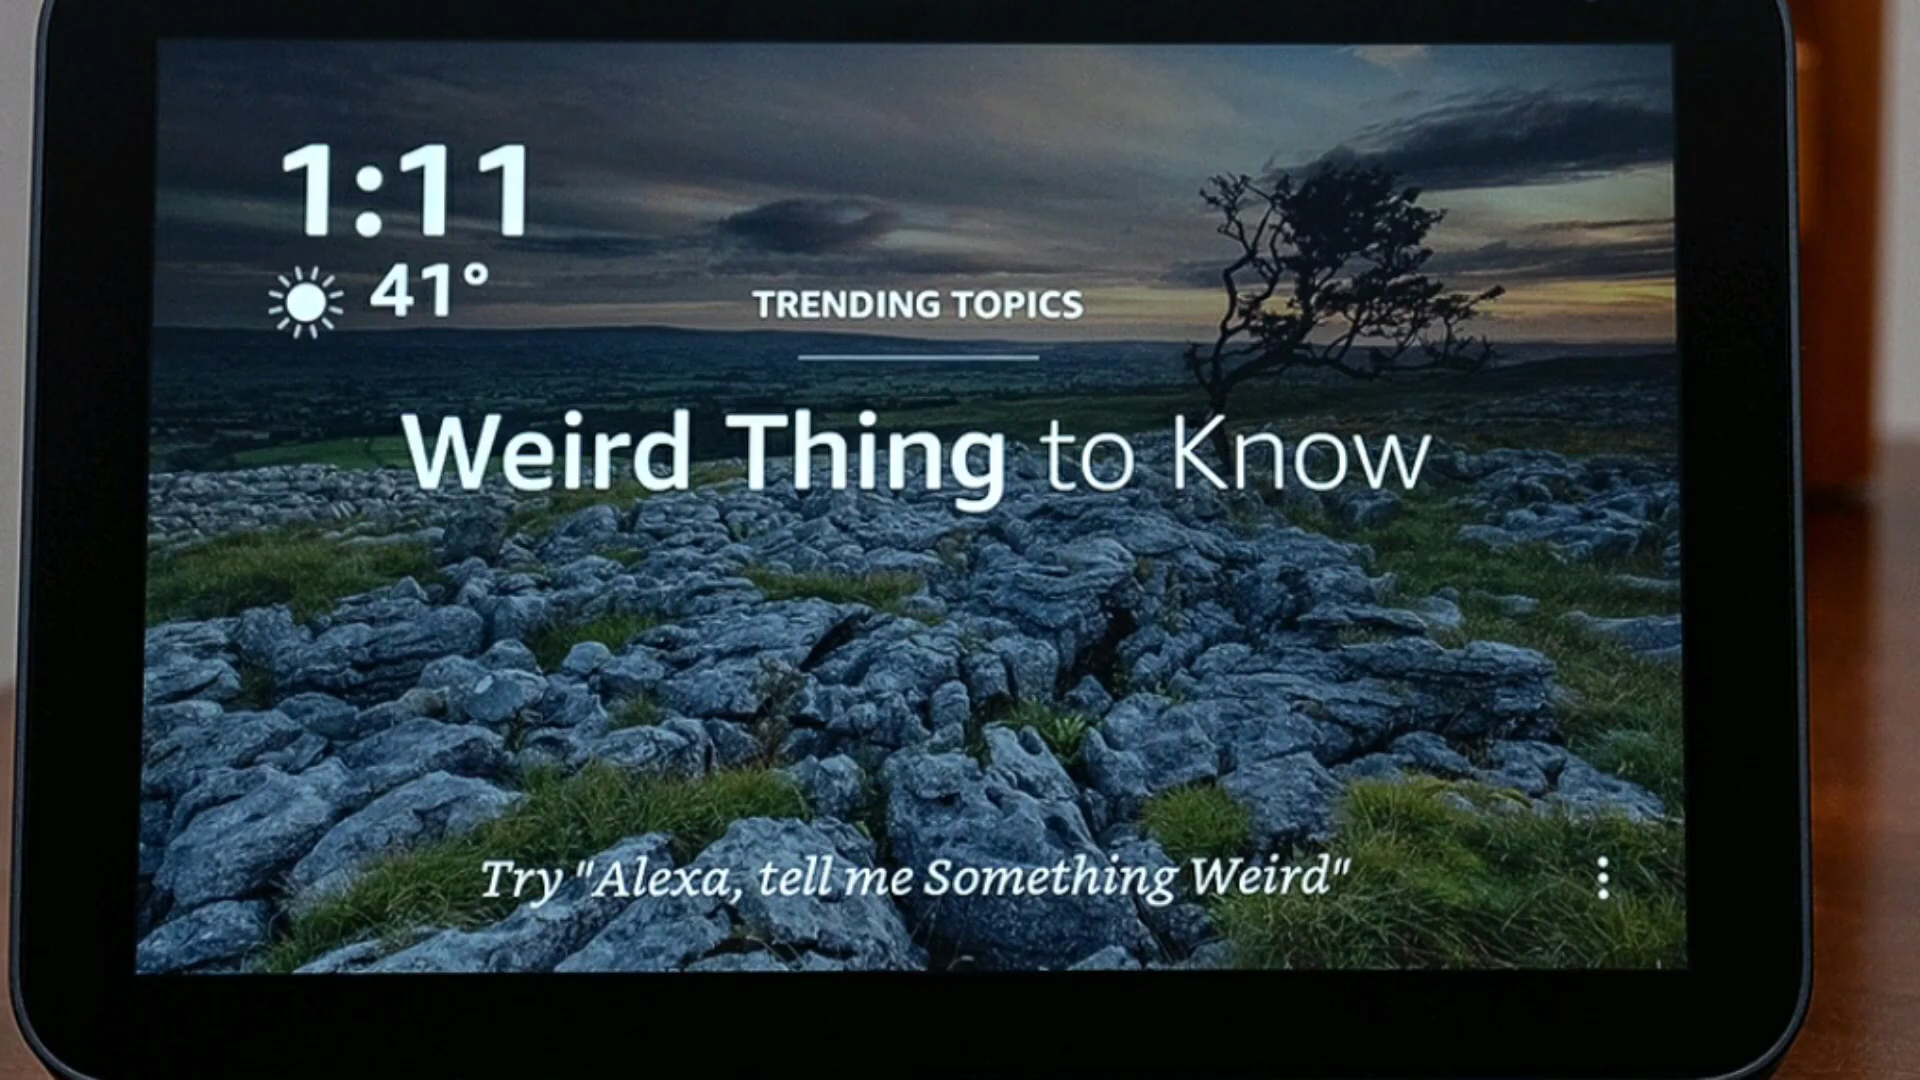 1:11
41°
TRENDING TOPICS
Weird Thing to Know
Try "Alexa, tell me Something Weird"